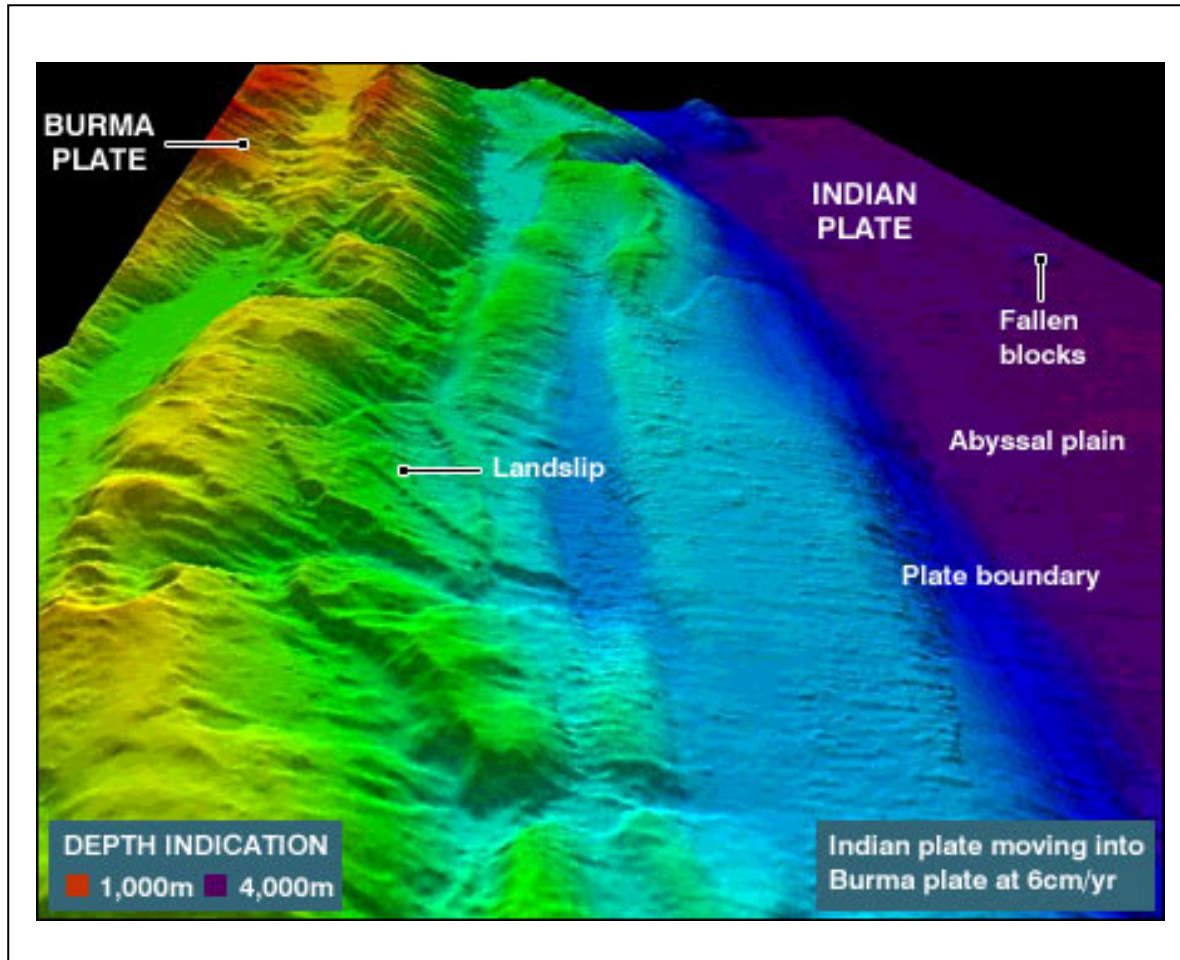 BURMA
PLATE
INDIAN
PLATE
Fallen
blocks
Abyssal plain
Landslip
Plate boundary
DEPTH INDICATION
1,000m 4,000m
Indian plate moving into
Burma plate at 6cm/yr